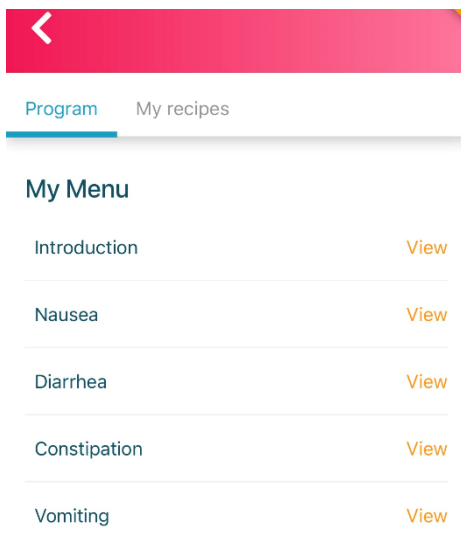 Program My recipes
My Menu
Introduction View
Nausea View
Diarrhea View
Constipation View
Vomiting View